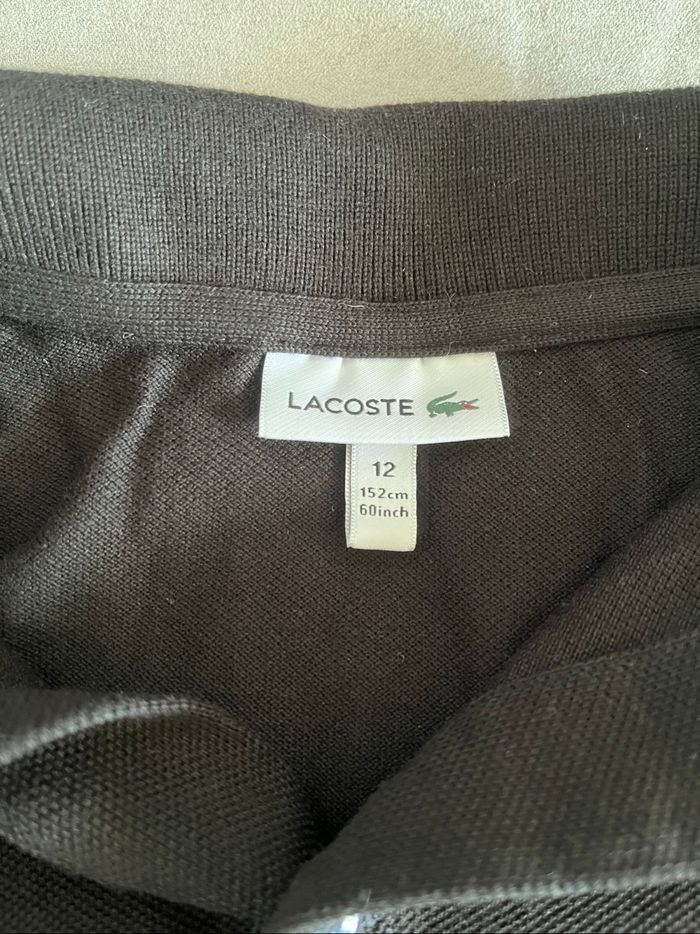 LACOSTE
12
152cm
60inch